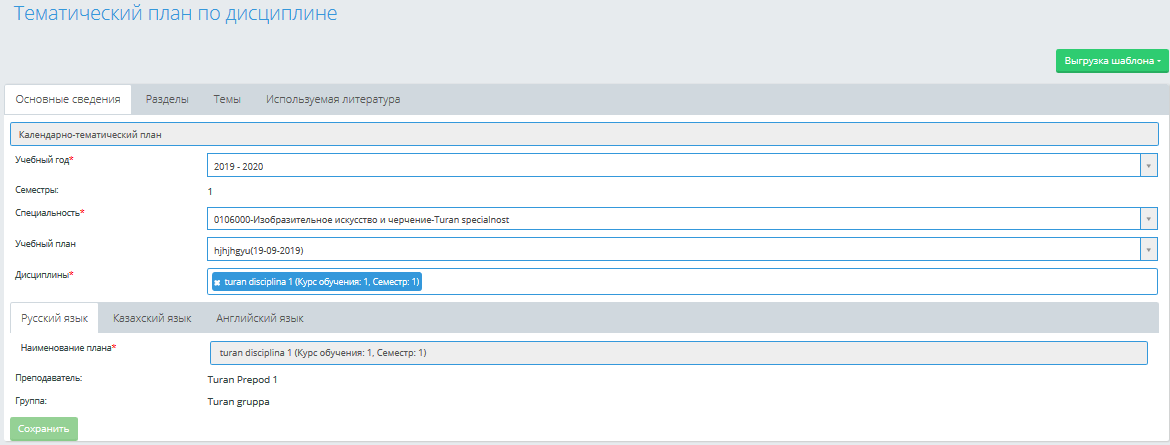 Тематический план по дисциплине
Выгрузка шаблона
Основные сведения Разделы Темы Используемая литература
Календарно-тематический план
Учебный год* 2019 - 2020
Семестры: 1
Специальность* 0106000-Изобразительное искусство и черчение-Turan specialnost
Учебный план hjhjhgyu(19-09-2019)
Дисциплины* × turan disciplina 1 (Курс обучения: 1, Семестр: 1)
Русский язык Казахский язык Английский язык
Наименование плана* turan disciplina 1 (Курс обучения: 1, Семестр: 1)
Преподаватель: Turan Prepod 1
Группа: Turan gruppa
Сохранить